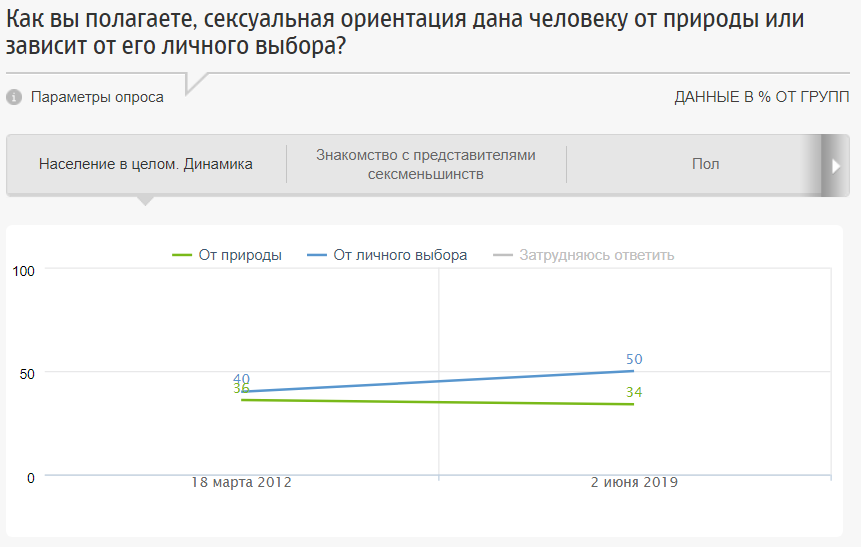 Как вы полагаете, сексуальная ориентация дана человеку от природы или
зависит от его личного выбора?
Параметры опроса
ДАННЫЕ В % ОТ ГРУПП
Население в целом. Динамика
Знакомство с представителями
сексменьшинств
Пол
От природы
От личного выбора
Затрудняюсь ответить
100
50
0
40
36
50
34
18 марта 2012
2 июня 2019